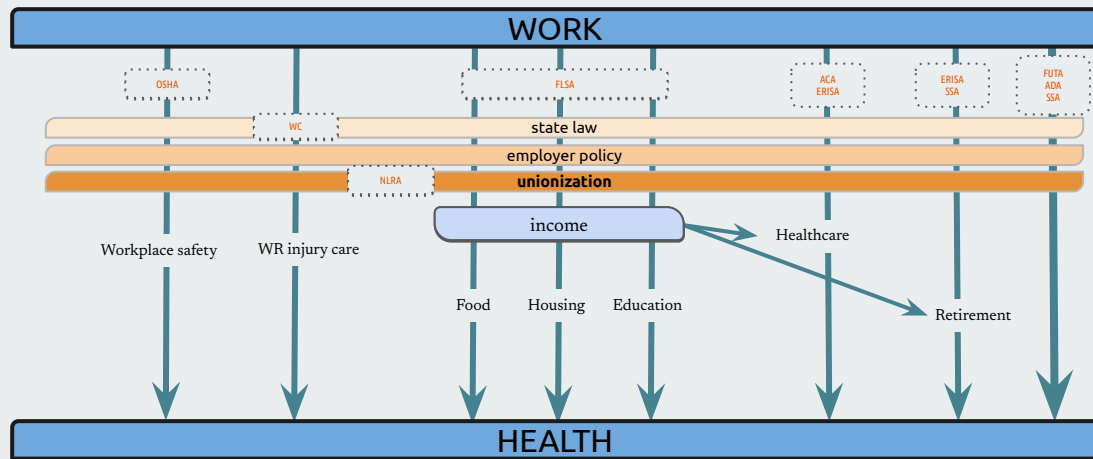 WORK
OSHA
FLSA
ACA
ERISA
ERISA
SSA
FUTA
ADA
SSA
WC
state law
employer policy
NLRA
unionization
income
Workplace safety
WR injury care
Healthcare
Food
Housing
Education
Retirement
HEALTH